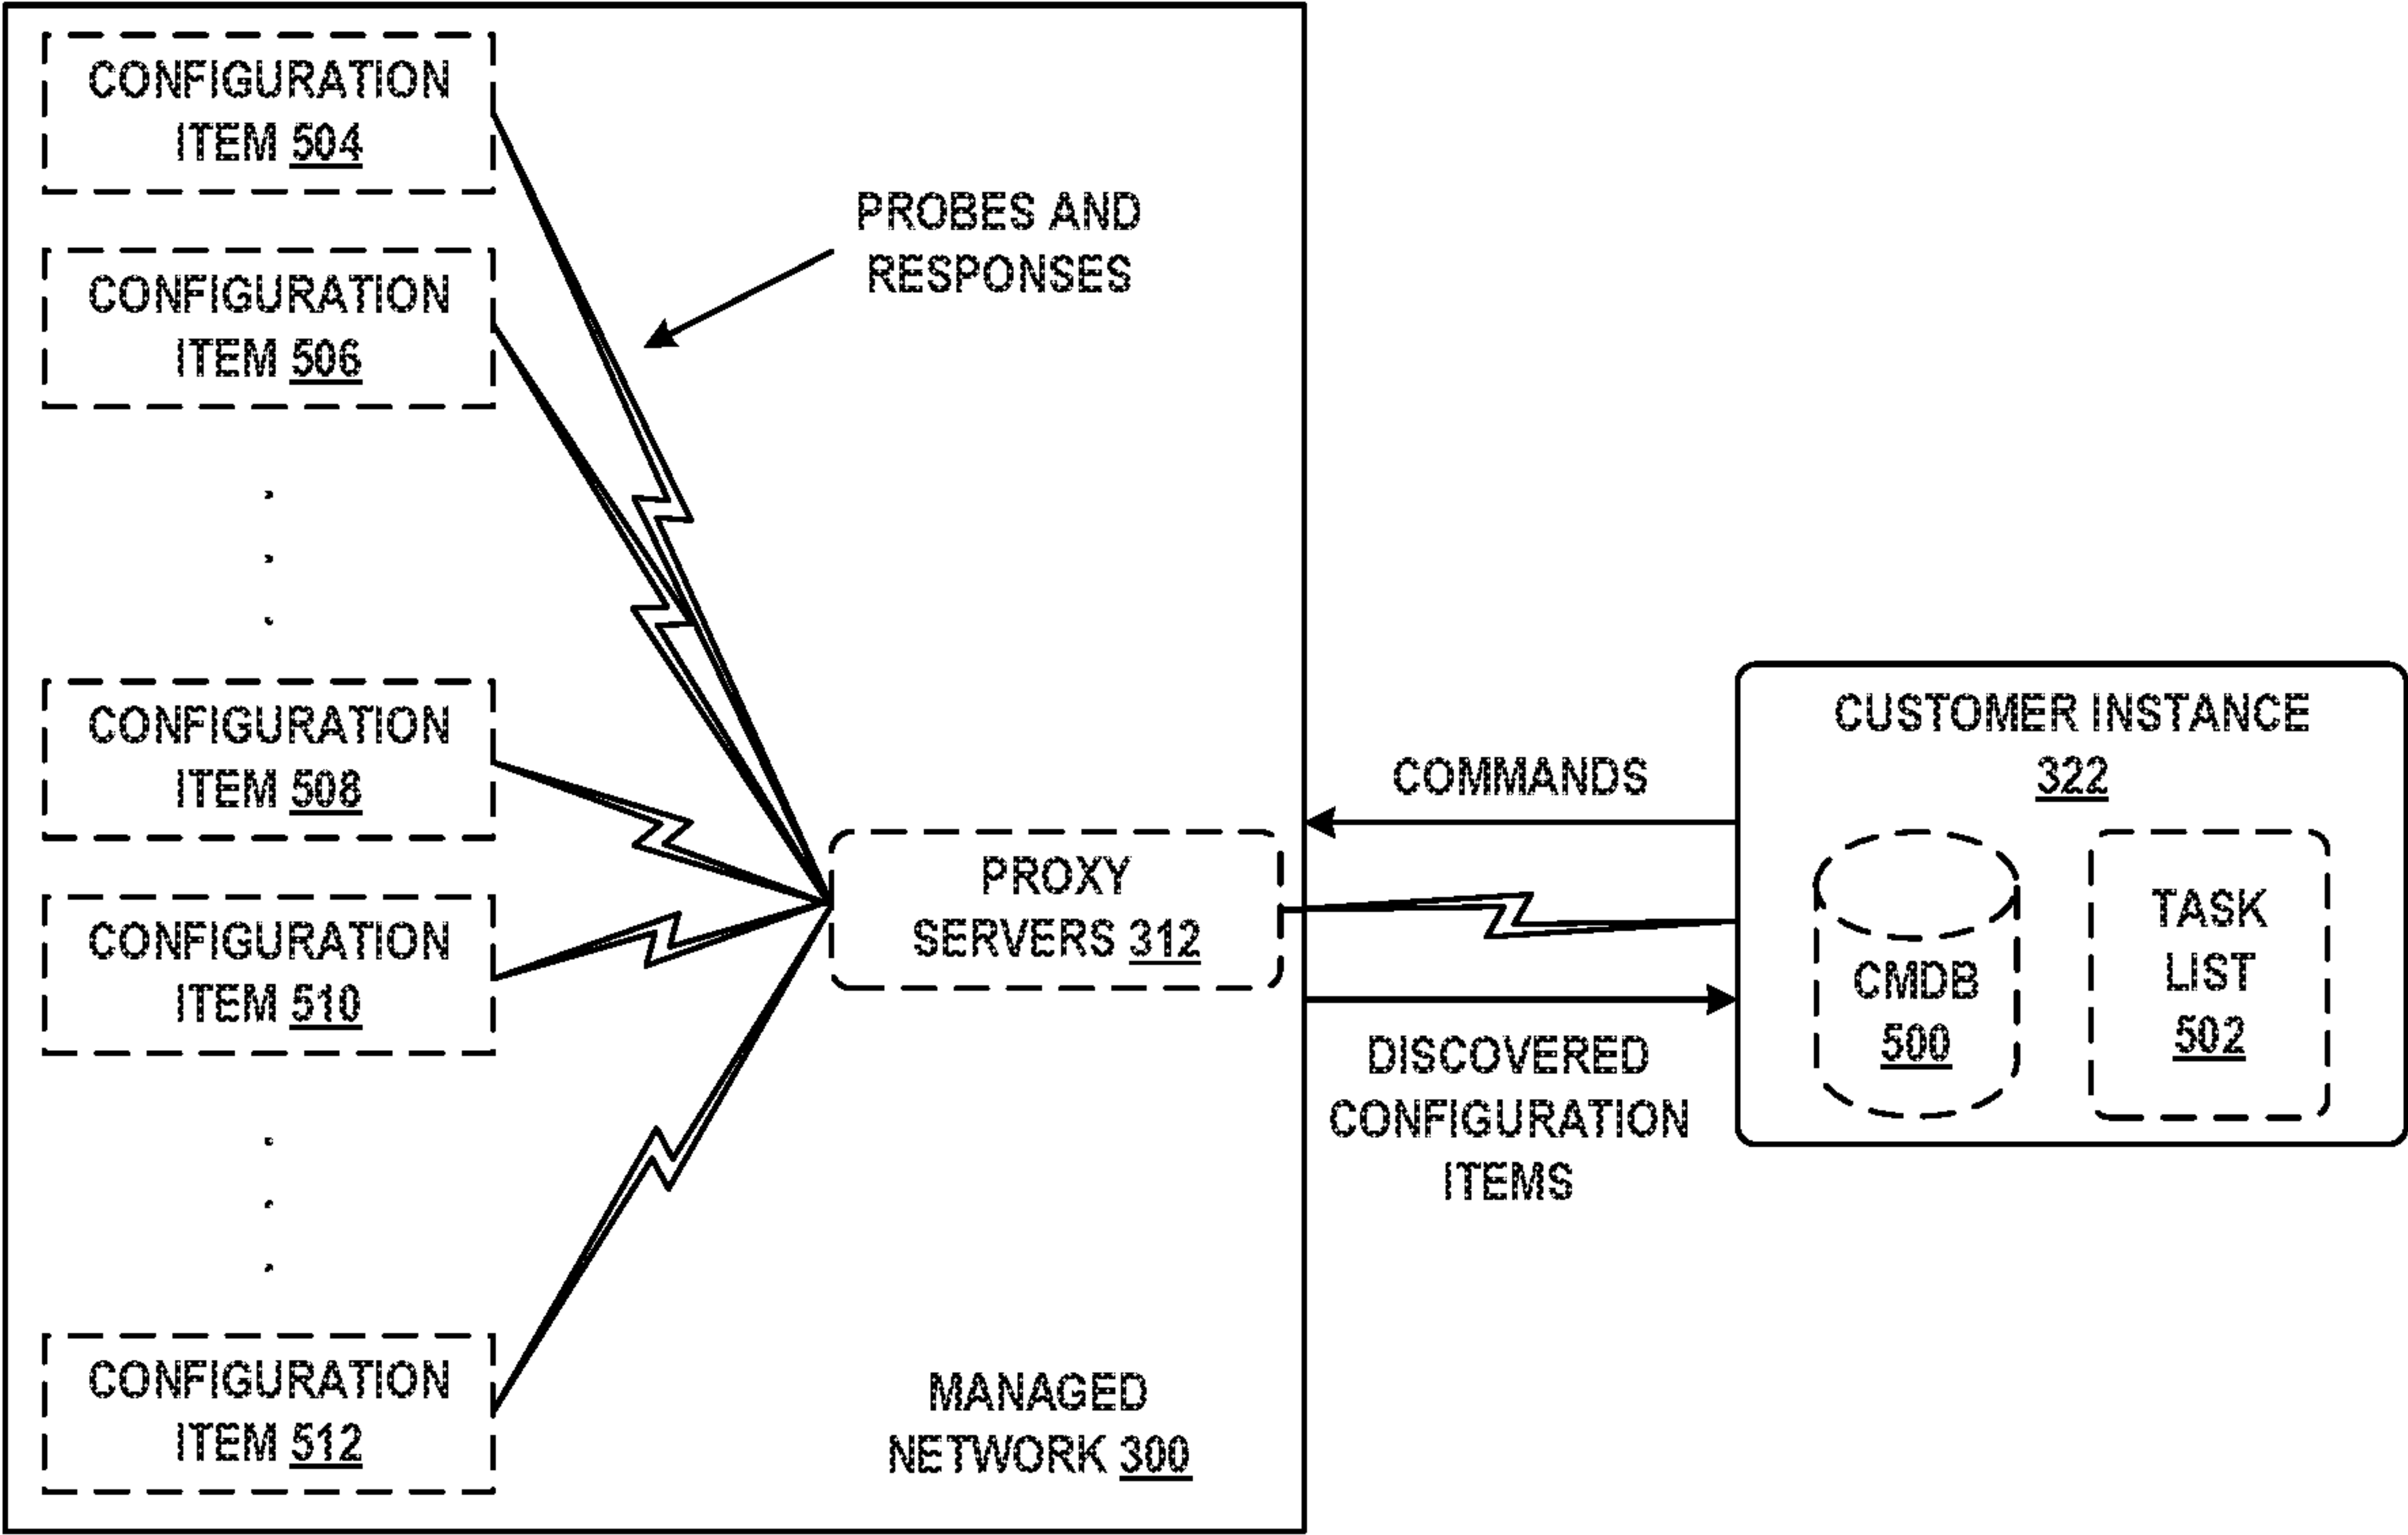 CONFIGURATION
ITEM 504
PROBES AND
RESPONSES
CONFIGURATION
ITEM 506
CONFIGURATION
ITEM 508
CONFIGURATION
ITEM 510
CONFIGURATION
ITEM 512
PROXY
SERVERS 312
MANAGED
NETWORK 300
COMMANDS
DISCOVERED
CONFIGURATION
ITEMS
CUSTOMER INSTANCE
322
CMDB
500
TASK
LIST
502